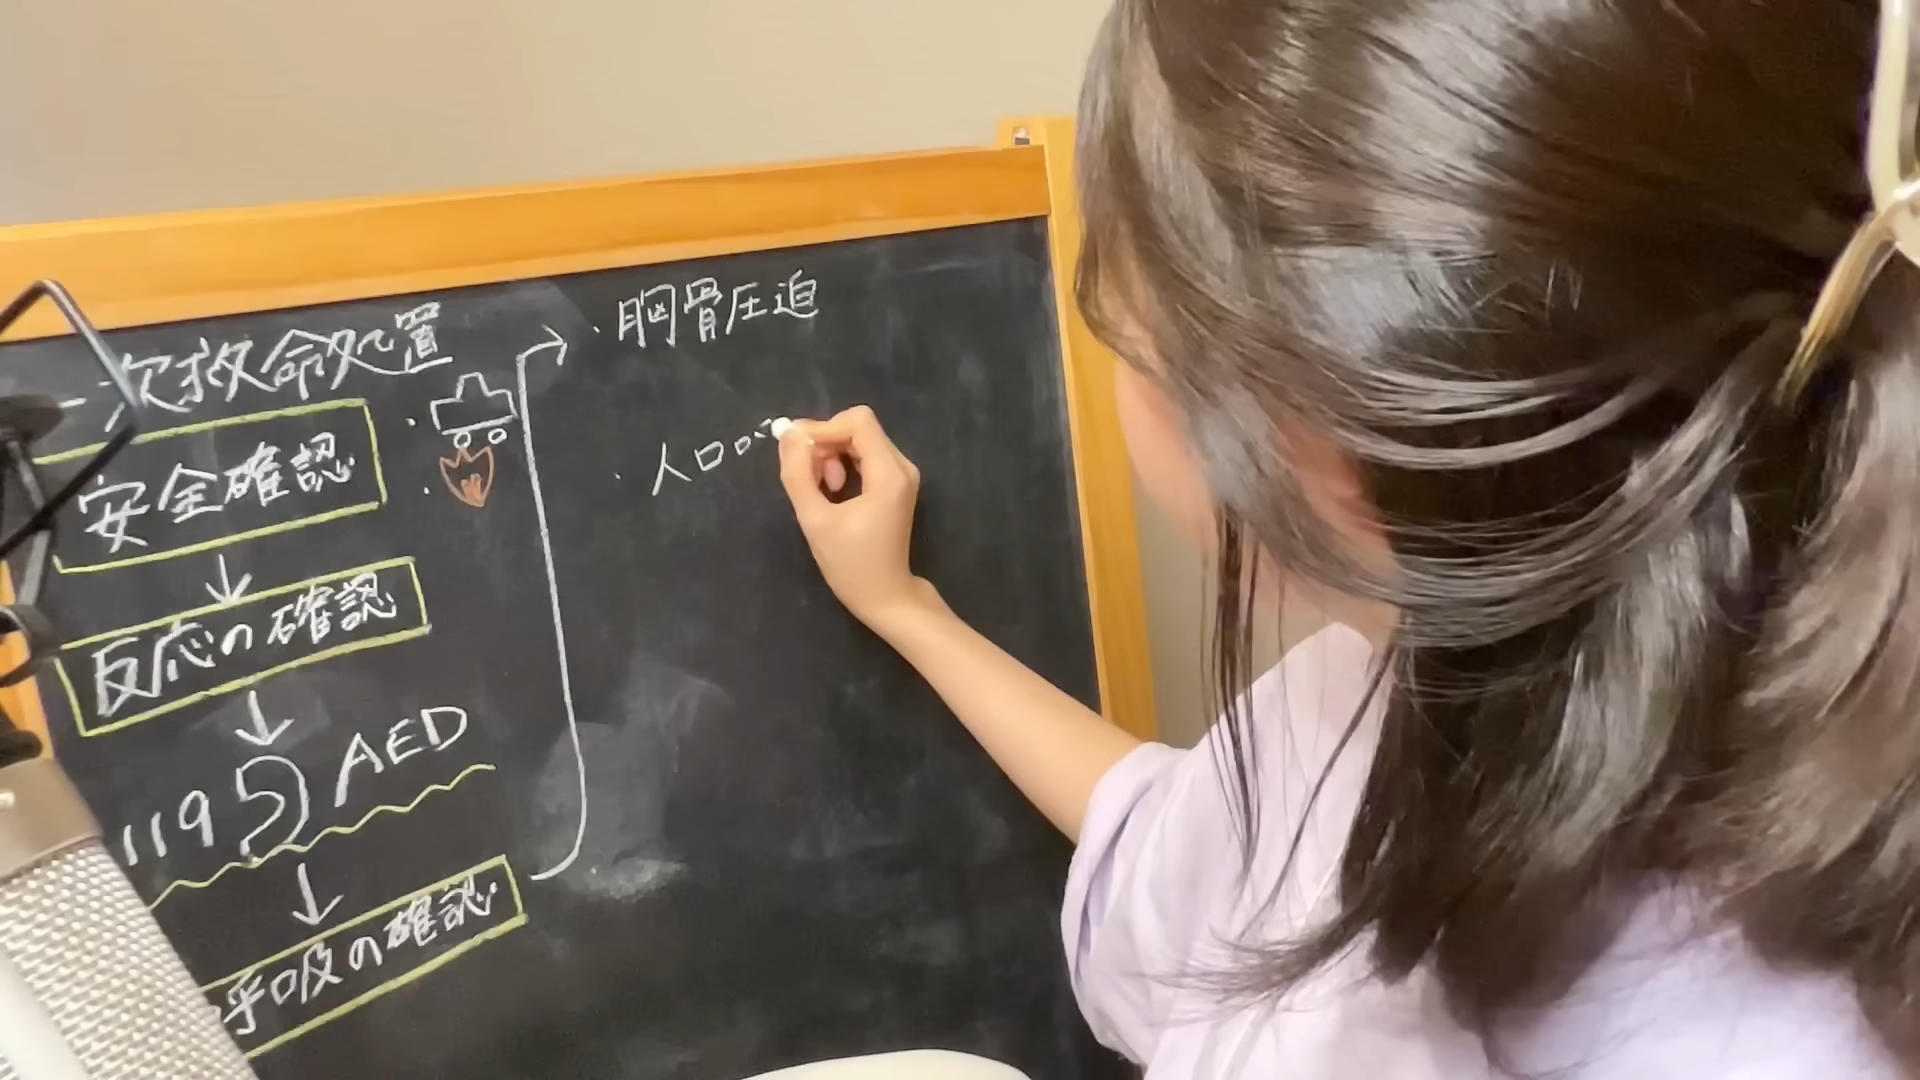 一次救命処置
安全確認
反応の確認
119 AED
呼吸の確認
・胸骨圧迫
・人口